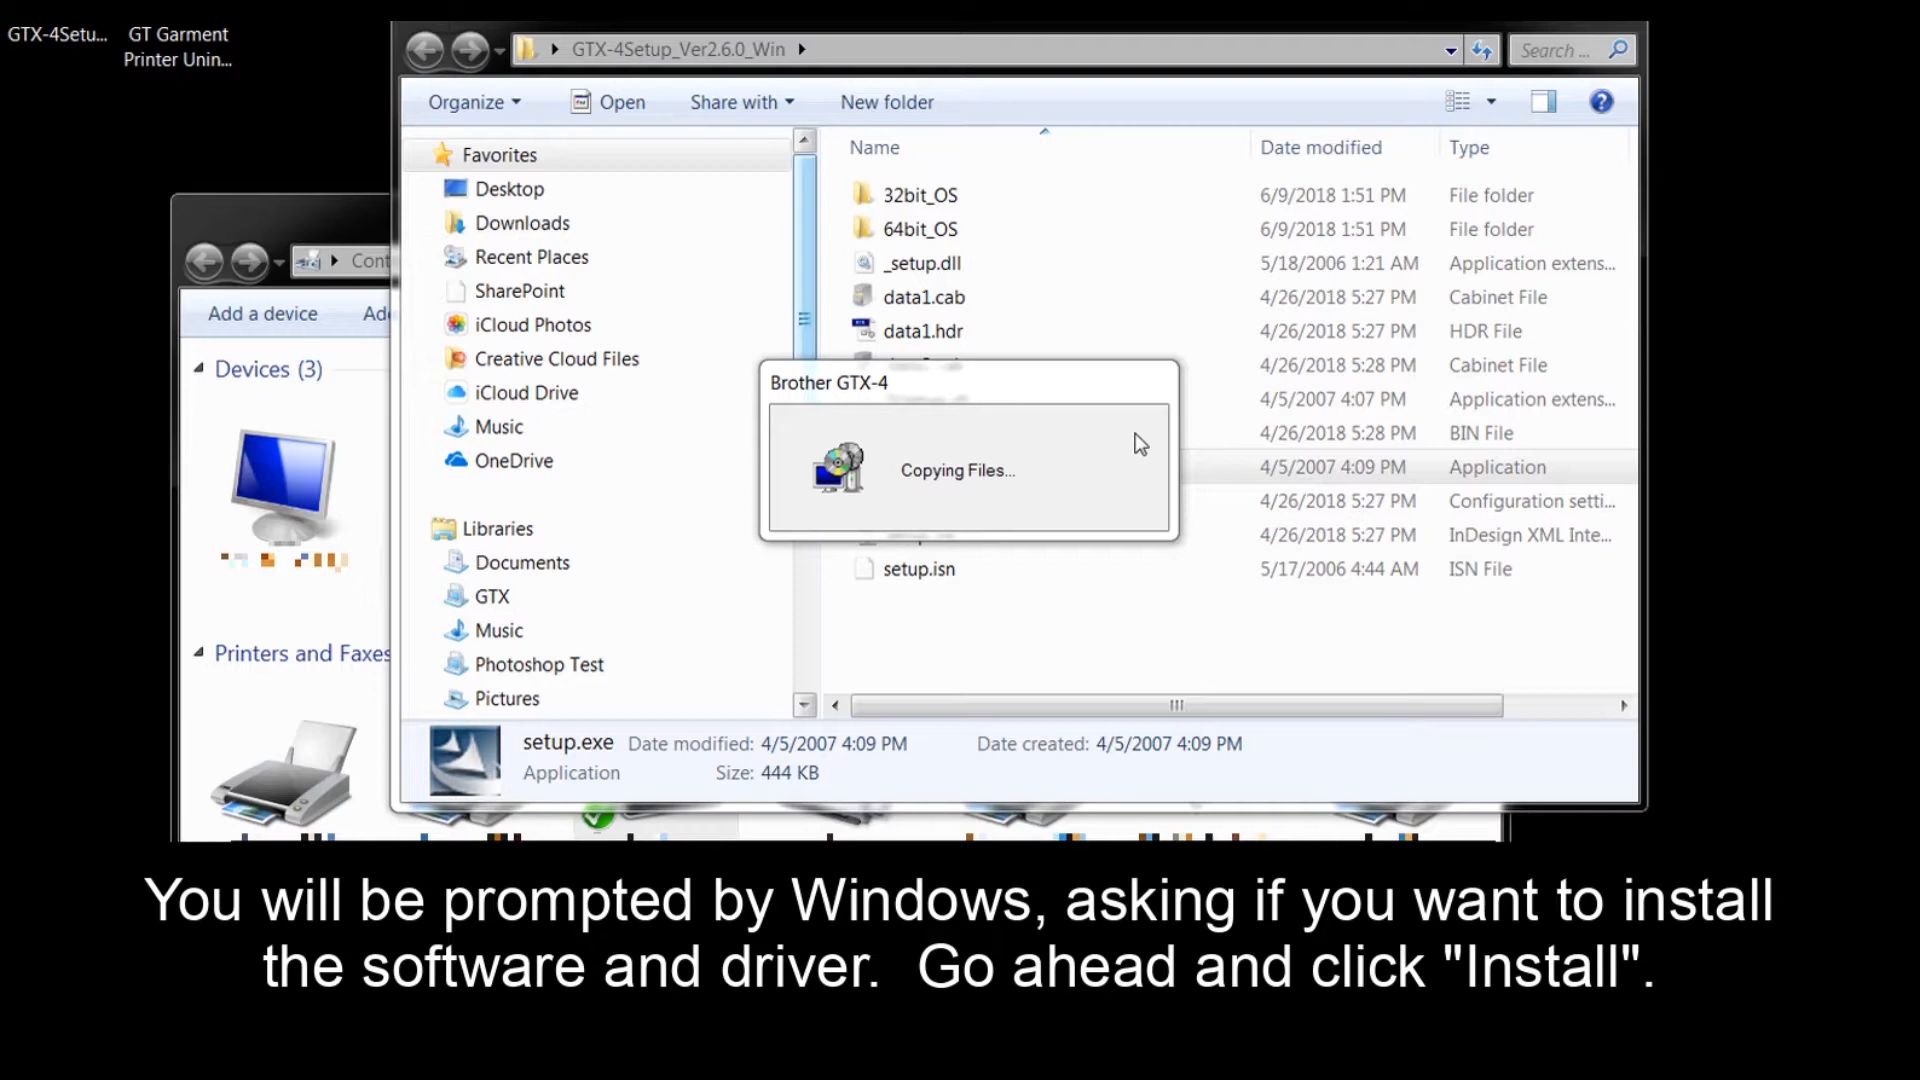 GTX-4Setu...
GT Garment
Printer Unin...
GTX-4Setup_Ver2.6.0_Win
Search ...
Organize
Open
Share with
New folder
Name
Date modified
Type
Favorites
Desktop
Downloads
Recent Places
SharePoint
iCloud Photos
Creative Cloud Files
iCloud Drive
Music
OneDrive
Libraries
Documents
GTX
Music
Photoshop Test
Pictures
32bit_OS 6/9/2018 1:51 PM File folder
64bit_OS 6/9/2018 1:51 PM File folder
_setup.dll 5/18/2006 1:21 AM Application extens...
data1.cab 4/26/2018 5:27 PM Cabinet File
data1.hdr 4/26/2018 5:27 PM HDR File
4/26/2018 5:28 PM Cabinet File
4/5/2007 4:07 PM Application extens...
4/26/2018 5:28 PM BIN File
4/5/2007 4:09 PM Application
4/26/2018 5:27 PM Configuration setti...
4/26/2018 5:27 PM InDesign XML Inte...
setup.isn 5/17/2006 4:44 AM ISN File
Brother GTX-4
Copying Files...
Cont
Add a device
Devices (3)
Printers and Faxes
setup.exe Date modified: 4/5/2007 4:09 PM Date created: 4/5/2007 4:09 PM
Application Size: 444 KB
You will be prompted by Windows, asking if you want to install
the software and driver. Go ahead and click "Install".